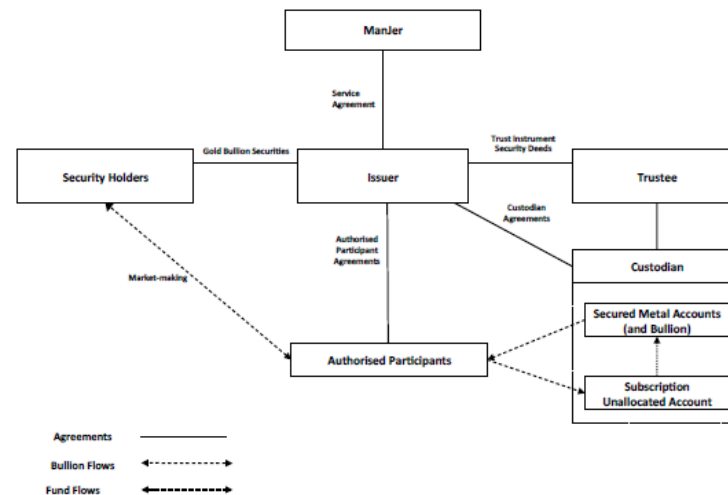 ManJer
Service
Agreement
Gold Bullion Securities
Trust Instrument
Security Deeds
Security Holders
Issuer
Trustee
Custodian
Agreements
Authorised
Participant
Agreements
Custodian
Market-making
Secured Metal Accounts
(and Bullion)
Authorised Participants
Subscription
Unallocated Account
Agreements
Bullion Flows
Fund Flows